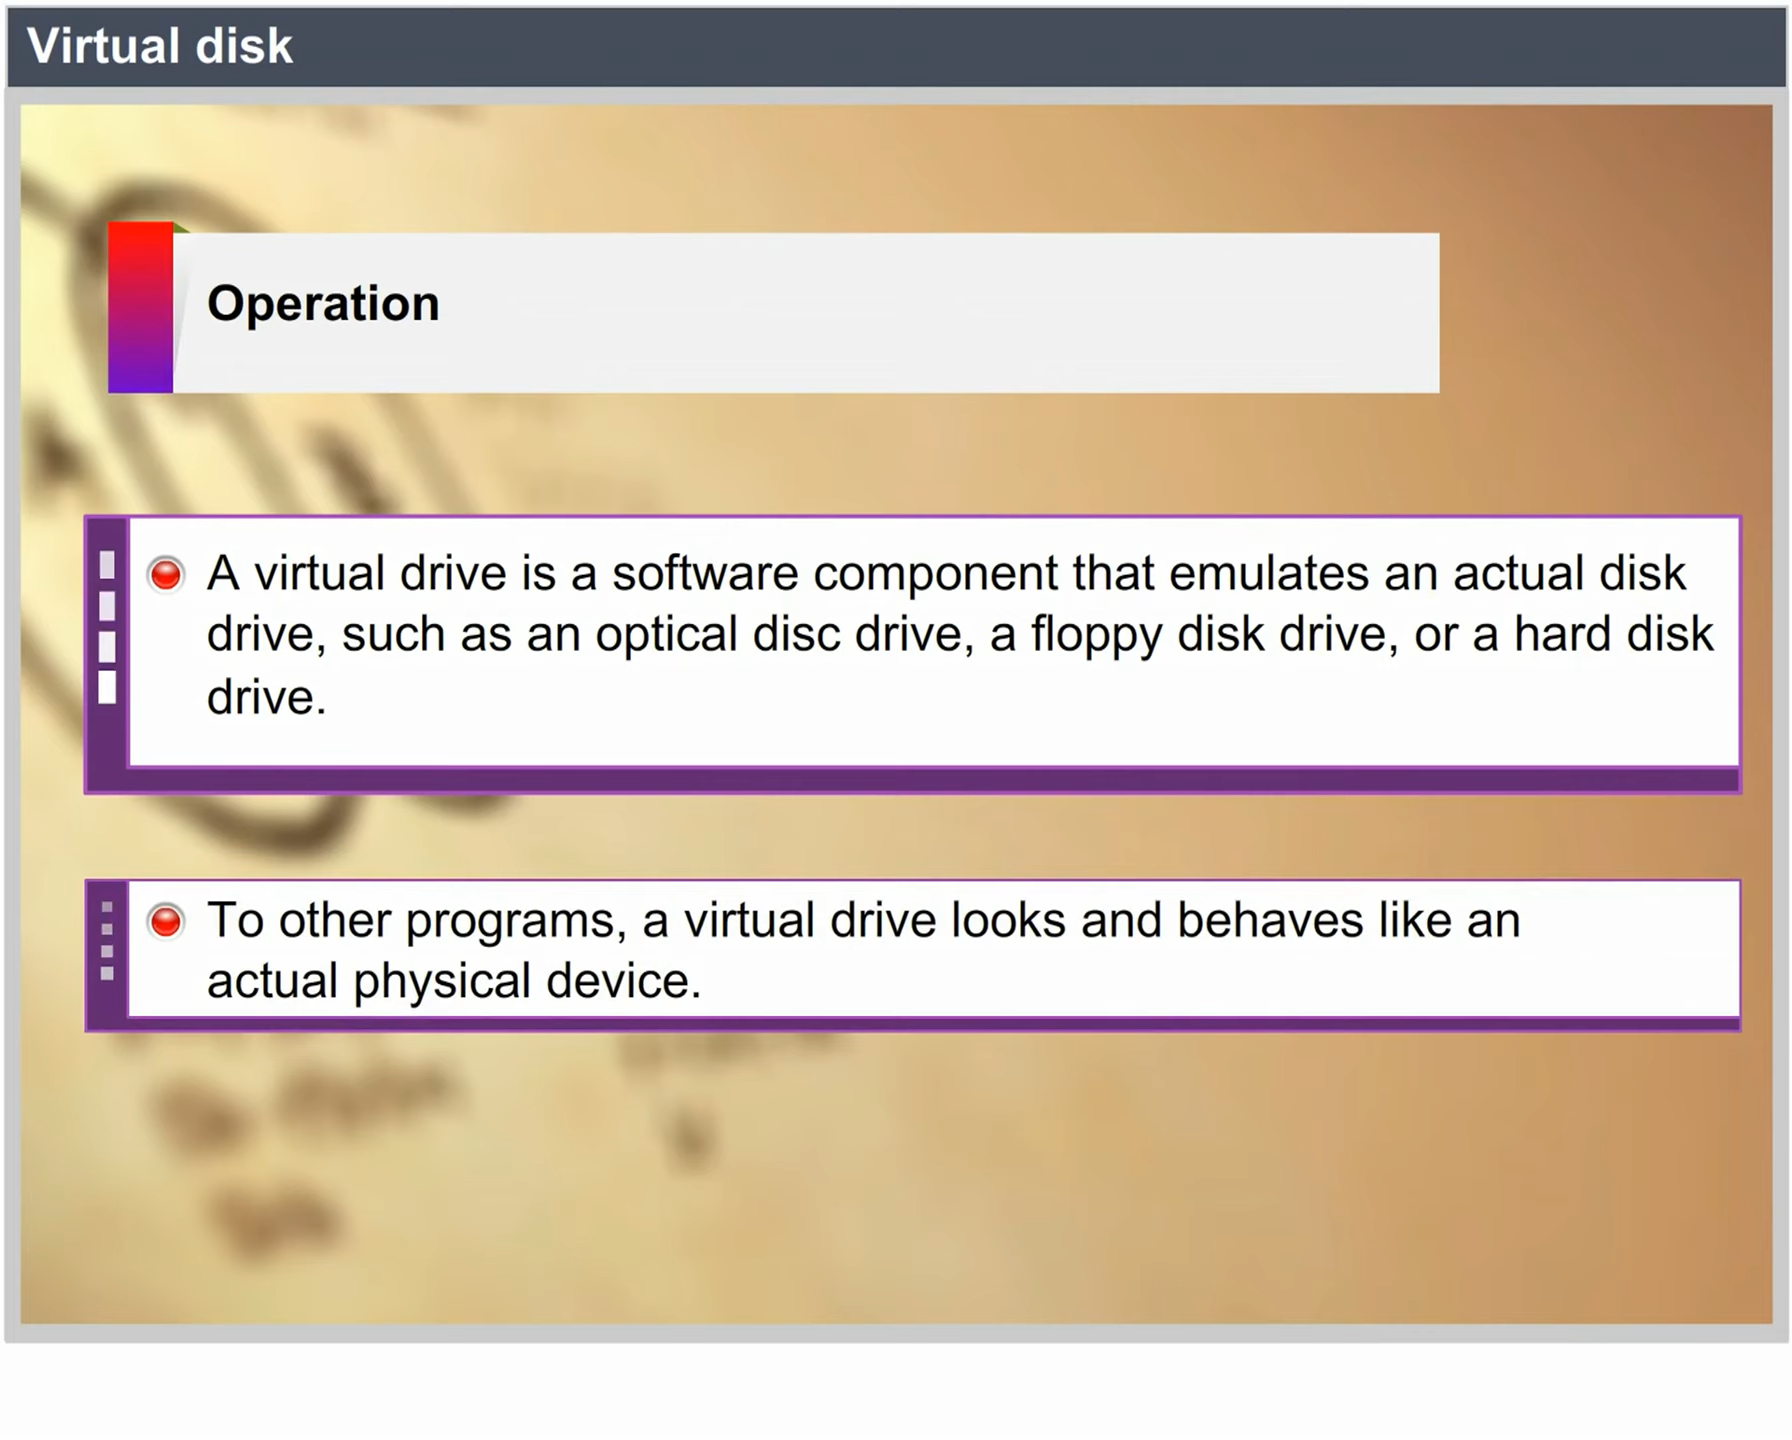 Virtual disk
Operation
A virtual drive is a software component that emulates an actual disk
drive, such as an optical disc drive, a floppy disk drive, or a hard disk
drive.
To other programs, a virtual drive looks and behaves like an
actual physical device.